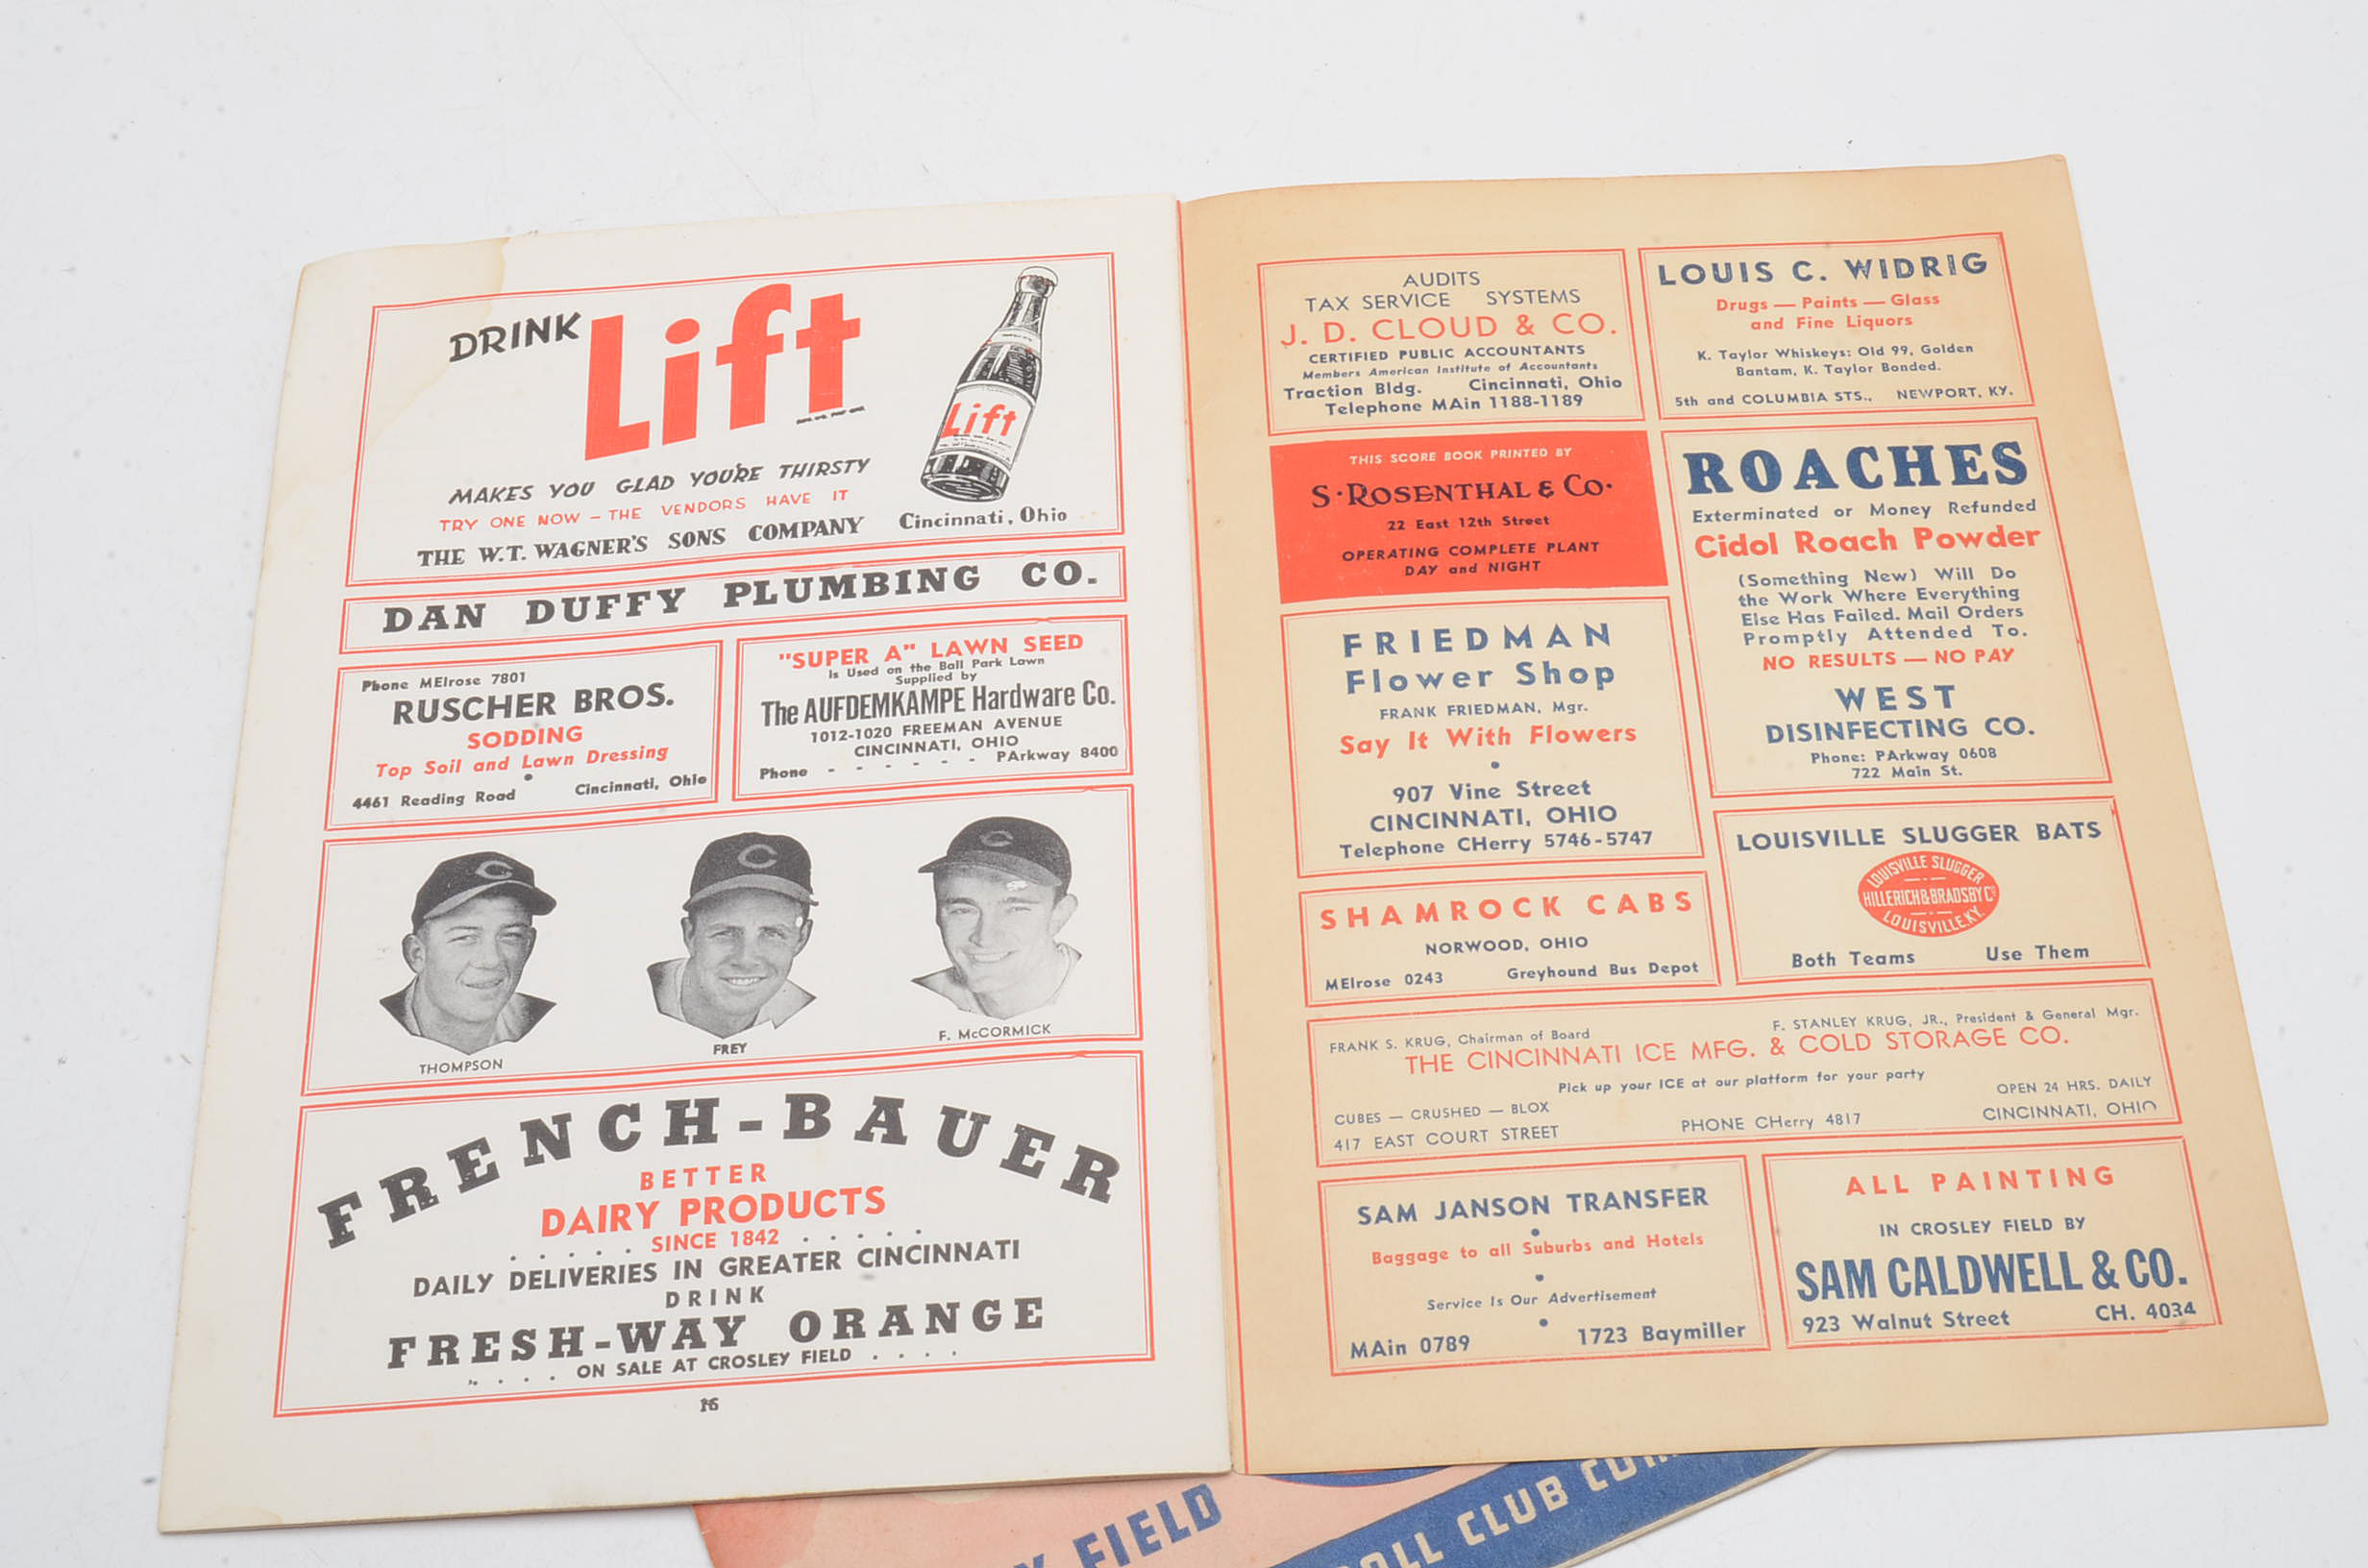 DRINK Lift
MAKES YOU GLAD YOU'RE THIRSTY
TRY ONE NOW – THE VENDORS HAVE IT
THE W.T. WAGNER'S SONS COMPANY Cincinnati, Ohio
Lift
DAN DUFFY PLUMBING CO.
Phone MElrose 7801
RUSCHER BROS.
SODDING
Top Soil and Lawn Dressing
4461 Reading Road Cincinnati, Ohio
"SUPER A" LAWN SEED
Is Used on the Ball Park Lawn
Supplied by
The AUFDEMKAMPE Hardware Co.
1012-1020 FREEMAN AVENUE
CINCINNATI, OHIO
Phone - - - - - - PArkway 8400
THOMPSON
FREY
F. McCORMICK
FRENCH-BAUER
BETTER
DAIRY PRODUCTS
. . . . . SINCE 1842 . . . . .
DAILY DELIVERIES IN GREATER CINCINNATI
DRINK
FRESH-WAY ORANGE
. . . . ON SALE AT CROSLEY FIELD . . . .
16
AUDITS
TAX SERVICE SYSTEMS
J. D. CLOUD & CO.
CERTIFIED PUBLIC ACCOUNTANTS
Members American Institute of Accountants
Traction Bldg. Cincinnati, Ohio
Telephone MAin 1188-1189
LOUIS C. WIDRIG
Drugs — Paints — Glass
and Fine Liquors
K. Taylor Whiskeys: Old 99, Golden
Bantam, K. Taylor Bonded.
5th and COLUMBIA STS., NEWPORT, KY.
THIS SCORE BOOK PRINTED BY
S. ROSENTHAL & CO.
22 East 12th Street
OPERATING COMPLETE PLANT
DAY and NIGHT
ROACHES
Exterminated or Money Refunded
Cidol Roach Powder
(Something New) Will Do
the Work Where Everything
Else Has Failed. Mail Orders
Promptly Attended To.
NO RESULTS — NO PAY
WEST
DISINFECTING CO.
Phone: PArkway 0608
722 Main St.
FRIEDMAN
Flower Shop
FRANK FRIEDMAN, Mgr.
Say It With Flowers
907 Vine Street
CINCINNATI, OHIO
Telephone CHerry 5746-5747
LOUISVILLE SLUGGER BATS
LOUISVILLE SLUGGER
HILLERICH & BRADSBY Co
LOUISVILLE KY.
Both Teams Use Them
SHAMROCK CABS
NORWOOD, OHIO
MElrose 0243 Greyhound Bus Depot
FRANK S. KRUG, Chairman of Board F. STANLEY KRUG, JR., President & General Mgr.
THE CINCINNATI ICE MFG. & COLD STORAGE CO.
Pick up your ICE at our platform for your party
CUBES — CRUSHED — BLOX OPEN 24 HRS. DAILY
417 EAST COURT STREET PHONE CHerry 4817 CINCINNATI, OHIO
SAM JANSON TRANSFER
Baggage to all Suburbs and Hotels
Service Is Our Advertisement
MAin 0789 1723 Baymiller
ALL PAINTING
IN CROSLEY FIELD BY
SAM CALDWELL & CO.
923 Walnut Street CH. 4034
FIELD
CLUB